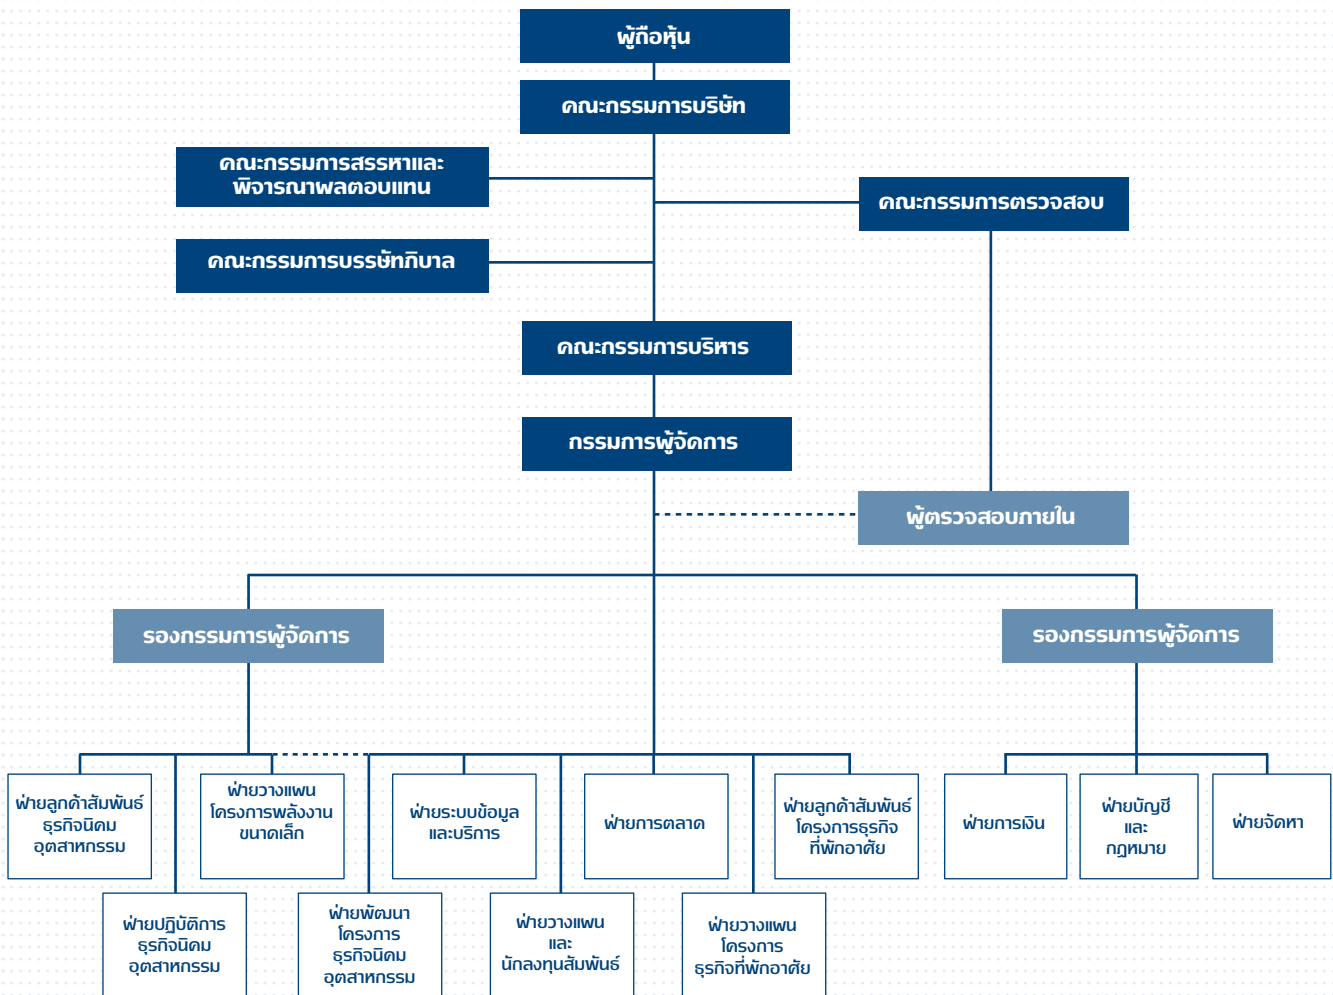 ผู้ถือหุ้น
คณะกรรมการบริษัท
คณะกรรมการสรรหาและ
พิจารณาผลตอบแทน
คณะกรรมการตรวจสอบ
คณะกรรมการบรรษัทภิบาล
คณะกรรมการบริหาร
กรรมการผู้จัดการ
ผู้ตรวจสอบภายใน
รองกรรมการผู้จัดการ
รองกรรมการผู้จัดการ
ฝ่ายลูกค้าสัมพันธ์
ธุรกิจนิคม
อุตสาหกรรม
ฝ่ายวางแผน
โครงการพลังงาน
ขนาดเล็ก
ฝ่ายระบบข้อมูล
และบริการ
ฝ่ายการตลาด
ฝ่ายลูกค้าสัมพันธ์
โครงการธุรกิจ
ที่พักอาศัย
ฝ่ายการเงิน
ฝ่ายบัญชี
และ
กฎหมาย
ฝ่ายจัดหา
ฝ่ายปฏิบัติการ
ธุรกิจนิคม
อุตสาหกรรม
ฝ่ายพัฒนา
โครงการ
ธุรกิจนิคม
อุตสาหกรรม
ฝ่ายวางแผน
และ
นักลงทุนสัมพันธ์
ฝ่ายวางแผน
โครงการ
ธุรกิจที่พักอาศัย